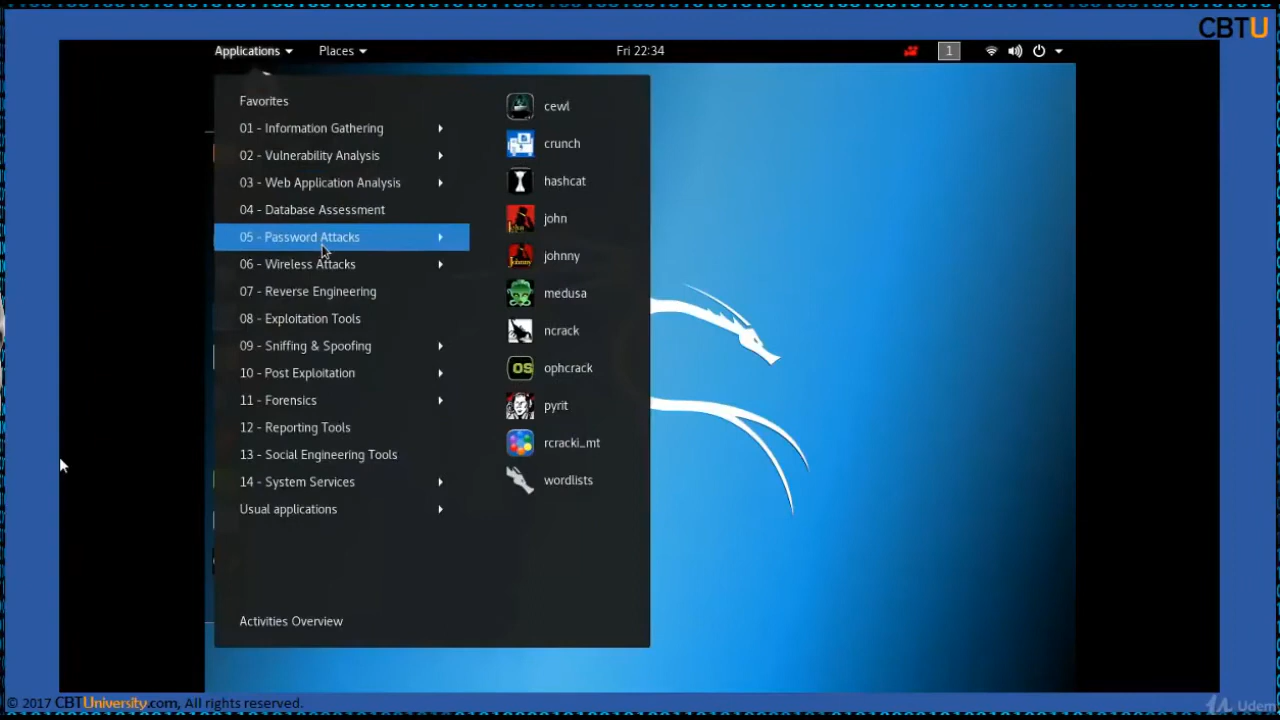 CBTU
Applications Places Fri 22:34 1
Favorites
01 - Information Gathering
02 - Vulnerability Analysis
03 - Web Application Analysis
04 - Database Assessment
05 - Password Attacks
06 - Wireless Attacks
07 - Reverse Engineering
08 - Exploitation Tools
09 - Sniffing & Spoofing
10 - Post Exploitation
11 - Forensics
12 - Reporting Tools
13 - Social Engineering Tools
14 - System Services
Usual applications
Activities Overview
cewl
crunch
hashcat
john
johnny
medusa
ncrack
ophcrack
pyrit
rcracki_mt
wordlists
© 2017 CBTUniversity.com, All rights reserved.